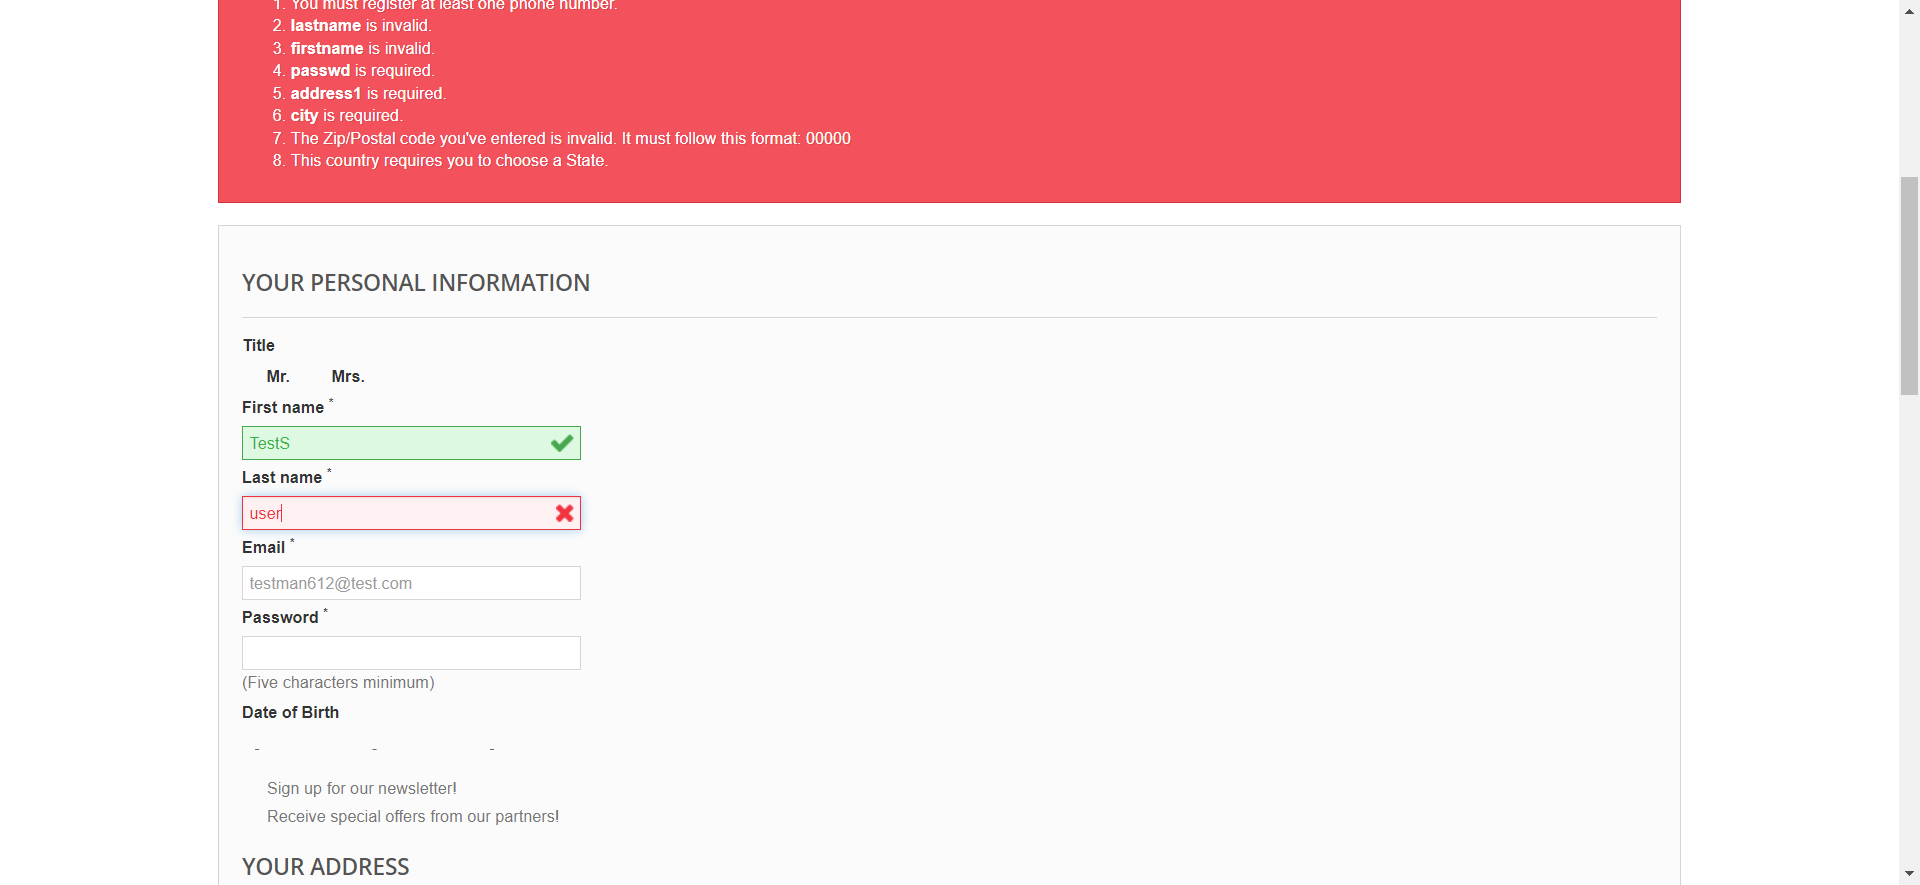 1. You must register at least one phone number.
2. lastname is invalid.
3. firstname is invalid.
4. passwd is required.
5. address1 is required.
6. city is required.
7. The Zip/Postal code you've entered is invalid. It must follow this format: 00000
8. This country requires you to choose a State.
YOUR PERSONAL INFORMATION
Title
Mr. Mrs.
First name *
TestS
Last name *
user
Email *
testman612@test.com
Password *
(Five characters minimum)
Date of Birth
- - -
Sign up for our newsletter!
Receive special offers from our partners!
YOUR ADDRESS